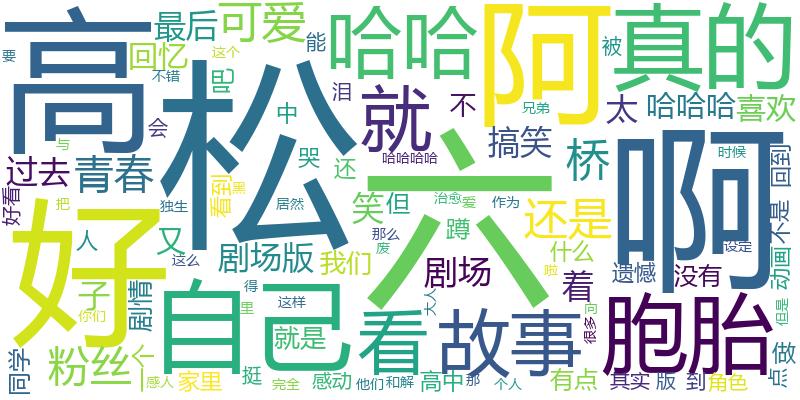 高
松
六
阿
啊
好
真的
哈哈
自己
就
看
故事
胞胎
可爱
最后
回忆
要
不错
这个
能
吧
泪
会
中
与
过去
青春
哭
还
不
哈哈哈哈
搞笑
兄弟
被
太
哈哈哈
喜欢
桥
时候
回到
好看
把
独生
看到
黑
居然
笑
但
治愈
爱
作为
还是
蹲
那么
废
什么
啦
设定
不是
人
又
这么
剧场版
我们
剧场
着
遗憾
没有
动画
但是
子
你们
剧情
得
里
这样
就是
大人
很多
问
同学
粉丝
个
感人
家里
挺
完全
感动
他们
和解
高中
那
个人
有点
其实
版
到
角色
点
做